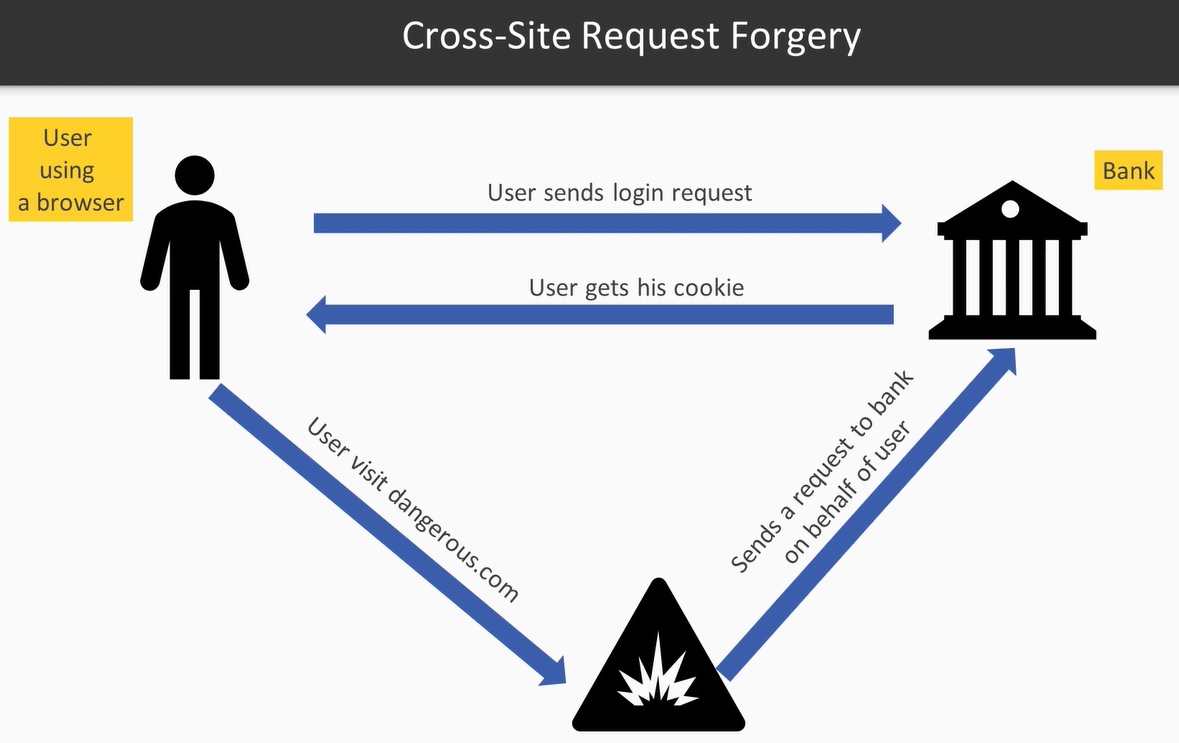 Cross-Site Request Forgery
User
using
a browser
Bank
User sends login request
User gets his cookie
User visit dangerous.com
Sends a request to bank
on behalf of user